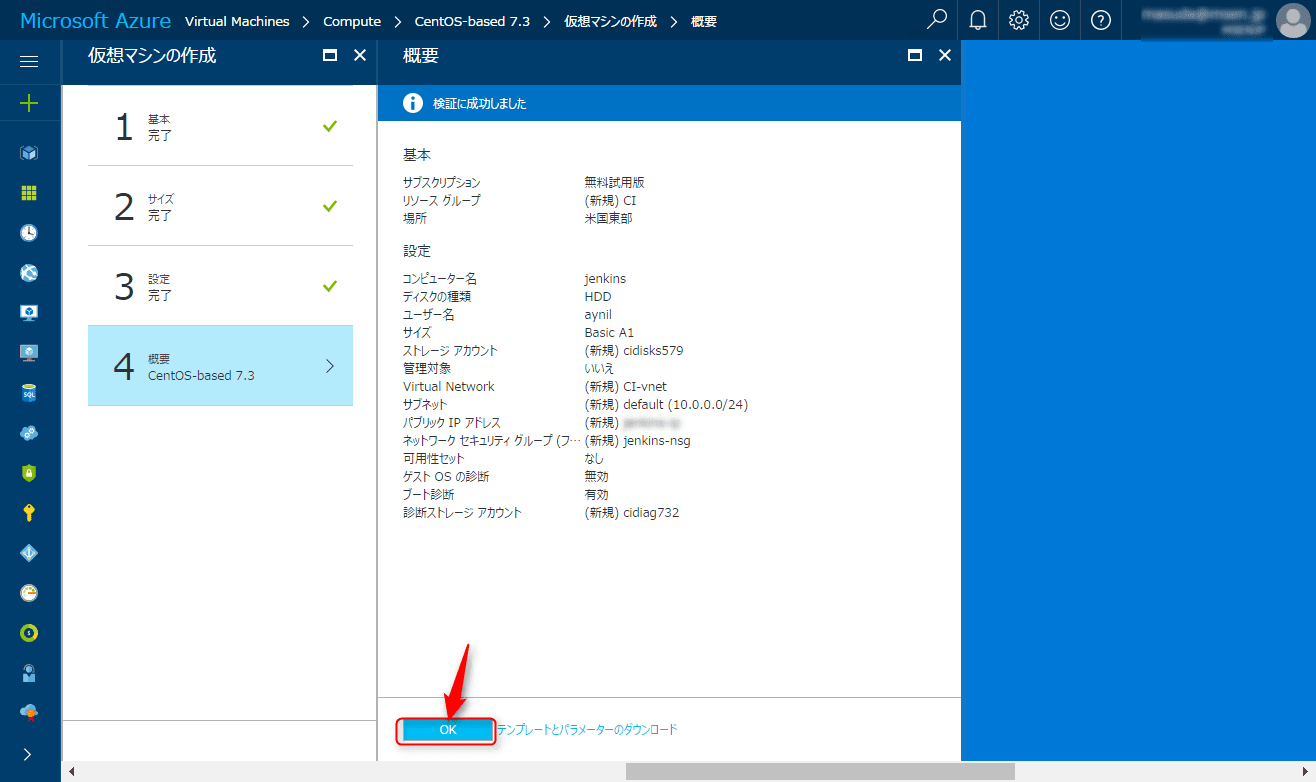 Microsoft Azure Virtual Machines > Compute > CentOS-based 7.3 > 仮想マシンの作成 > 概要
仮想マシンの作成
1
基本
完了
2
サイズ
完了
3
設定
完了
4
概要
CentOS-based 7.3
概要
検証に成功しました
基本
サブスクリプション 無料試用版
リソース グループ (新規) CI
場所 米国東部
設定
コンピューター名 jenkins
ディスクの種類 HDD
ユーザー名 aynil
サイズ Basic A1
ストレージ アカウント (新規) cidisks579
管理対象 いいえ
Virtual Network (新規) CI-vnet
サブネット (新規) default (10.0.0.0/24)
パブリック IP アドレス (新規)
ネットワーク セキュリティ グループ (フ… (新規) jenkins-nsg
可用性セット なし
ゲスト OS の診断 無効
ブート診断 有効
診断ストレージ アカウント (新規) cidiag732
OK テンプレートとパラメーターのダウンロード